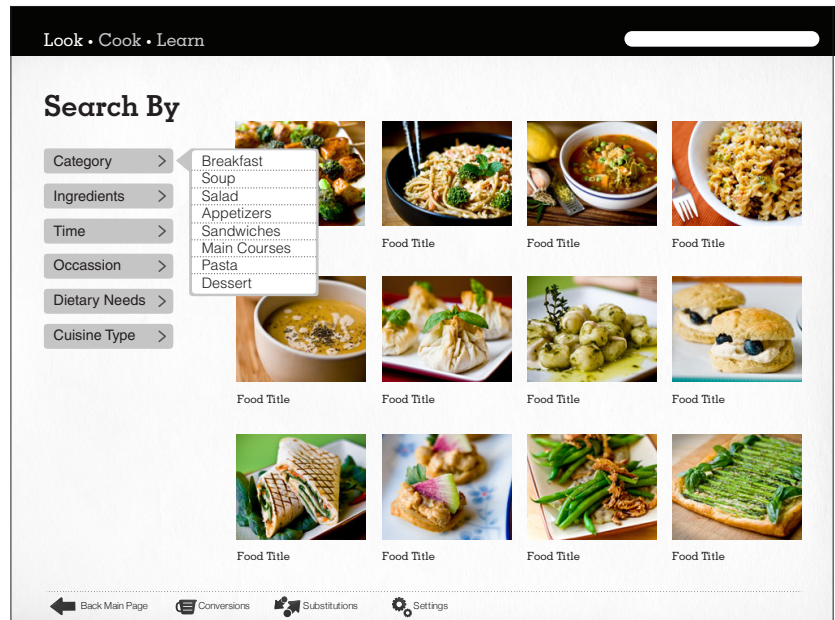 Look • Cook • Learn
Search By
Category
Ingredients
Time
Occassion
Dietary Needs
Cuisine Type
Breakfast
Soup
Salad
Appetizers
Sandwiches
Main Courses
Pasta
Dessert
Food Title
Food Title
Food Title
Food Title
Food Title
Food Title
Food Title
Food Title
Food Title
Food Title
Food Title
Back Main Page
Conversions
Substitutions
Settings